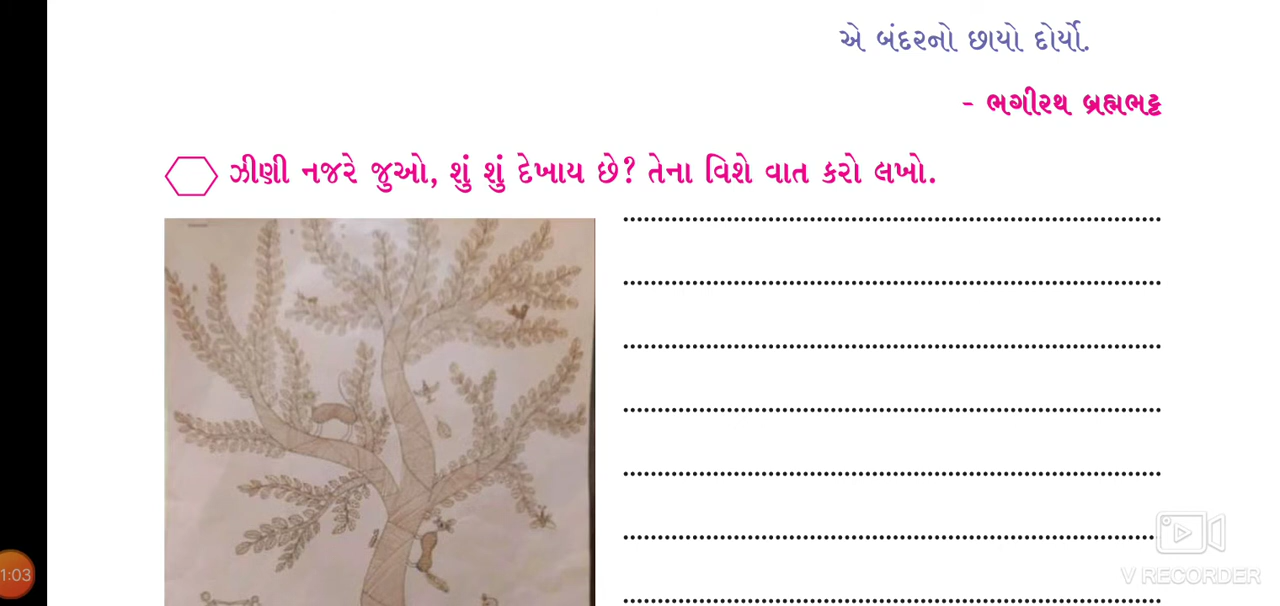 એ બંદરનો છાયો દોર્યો.
- ભગીરથ બ્રહ્મભટ્ટ
ઝીણી નજરે જુઓ, શું શું દેખાય છે? તેના વિશે વાત કરો લખો.
1:03
V RECORDER